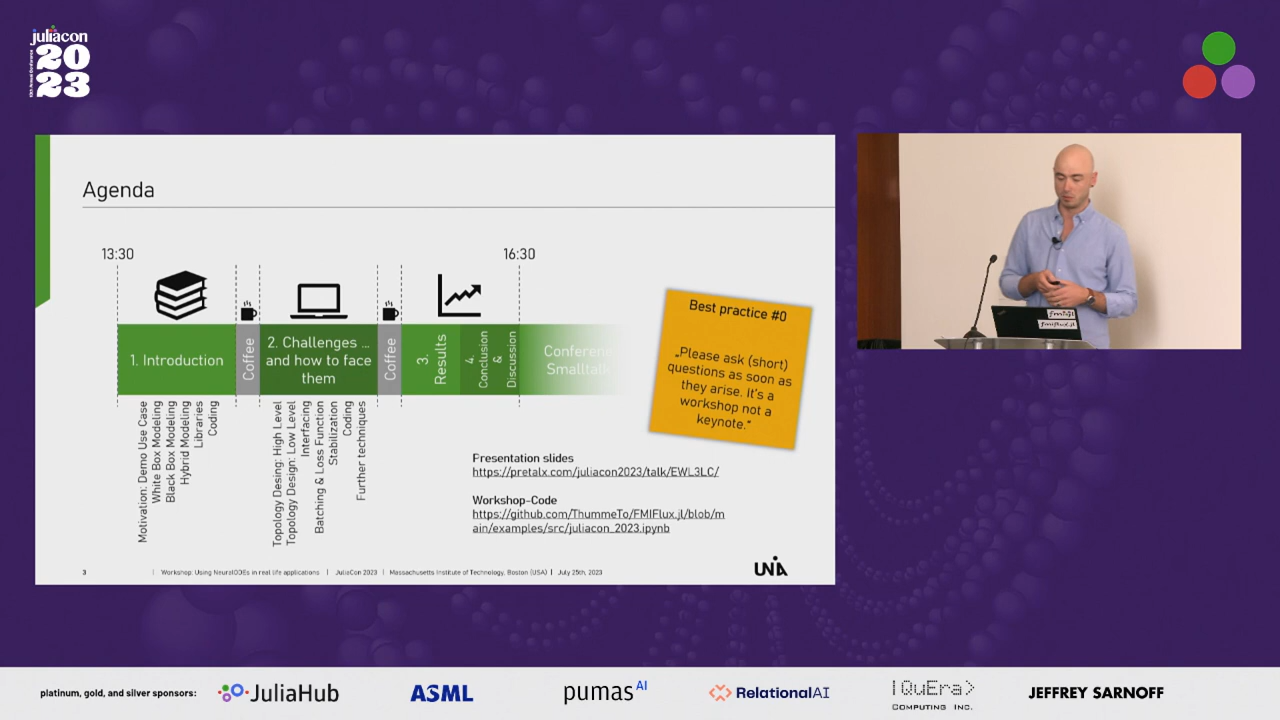 juliacon
20
23
Agenda
13:30
16:30
1. Introduction
Coffee
2. Challenges ...
and how to face
them
Coffee
3.
Results
4.
Conclusion
&
Discussion
Smalltalk
Motivation: Demo Use Case
White Box Modeling
Black Box Modeling
Hybrid Modeling
Libraries
Coding
Topology Desing: High Level
Topology Design: Low Level
Interfacing
Batching & Loss Function
Stabilization
Coding
Further techniques
Best practice #0
„Please ask (short)
questions as soon as
they arise. It's a
workshop not a
keynote.“
Presentation slides
https://pretalx.com/juliacon2023/talk/EWL3LC/
Workshop-Code
https://github.com/ThummeTo/FMIFlux.jl/blob/m
ain/examples/src/juliacon_2023.ipynb
3 | Workshop: Using NeuralODEs in real life applications | JuliaCon 2023 | Massachusetts Institute of Technology, Boston (USA) | July 25th, 2023
UNIA
platinum, gold, and silver sponsors:
JuliaHub
ASML
pumasAI
RelationalAI
|QuEra>
COMPUTING INC.
JEFFREY SARNOFF